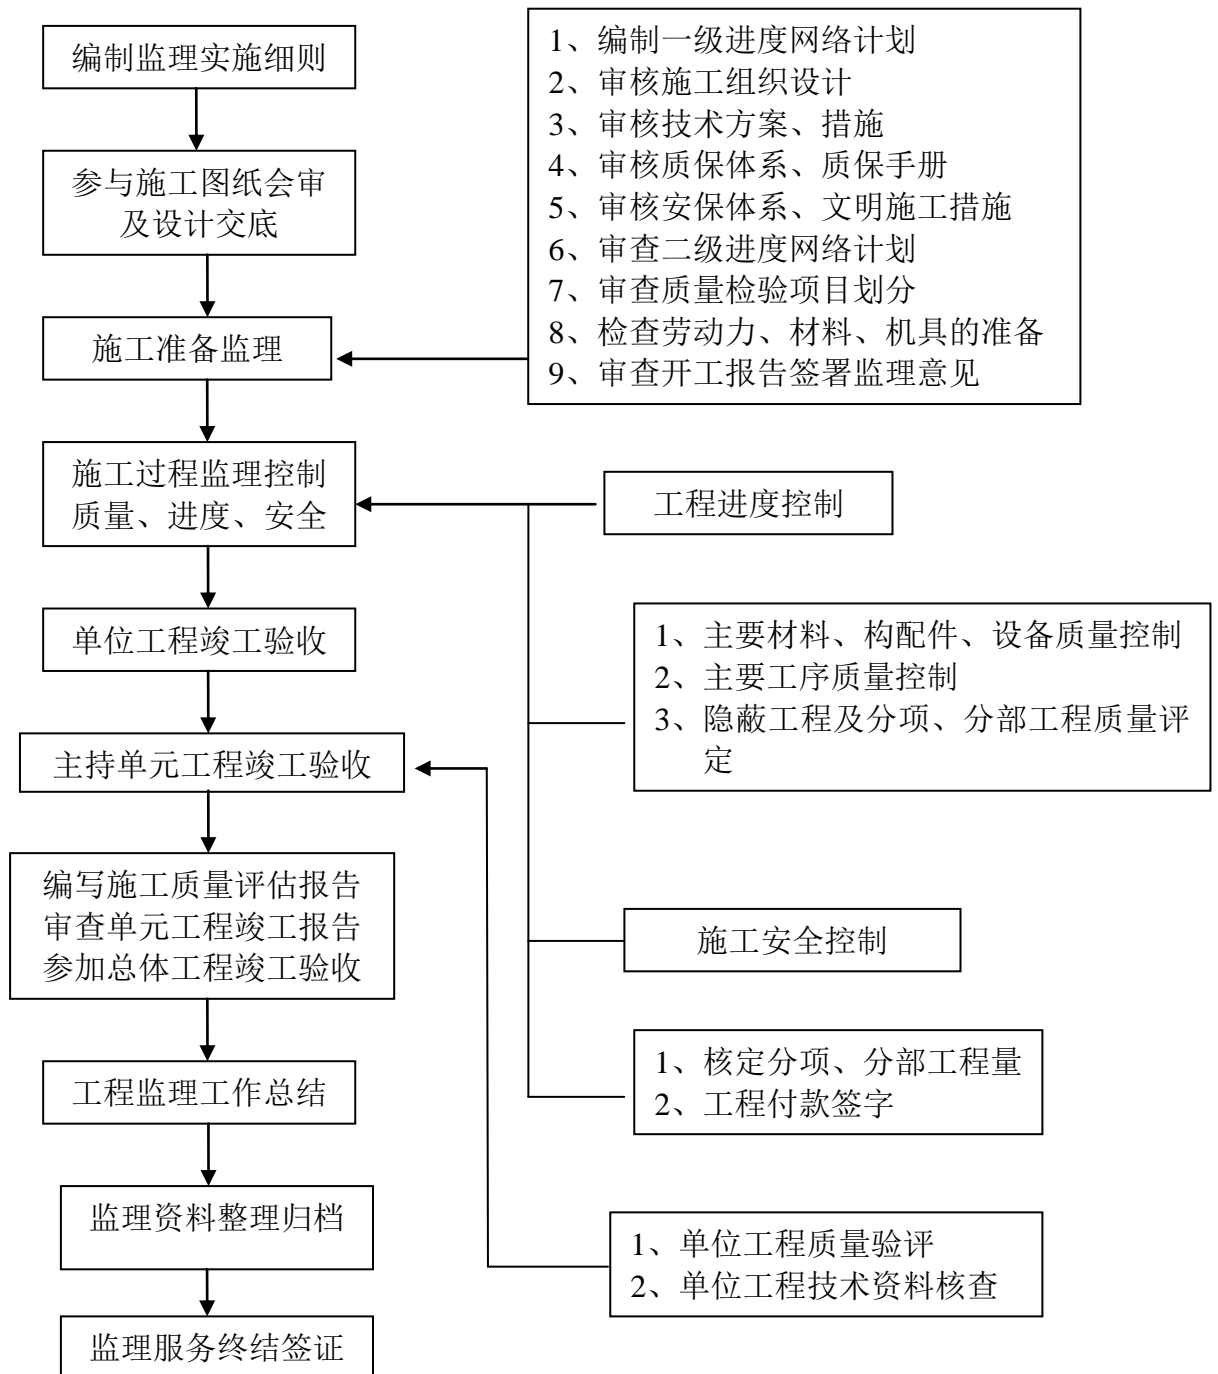 编制监理实施细则
参与施工图纸会审
及设计交底
施工准备监理
1、编制一级进度网络计划
2、审核施工组织设计
3、审核技术方案、措施
4、审核质保体系、质保手册
5、审核安保体系、文明施工措施
6、审查二级进度网络计划
7、审查质量检验项目划分
8、检查劳动力、材料、机具的准备
9、审查开工报告签署监理意见
施工过程监理控制
质量、进度、安全
工程进度控制
单位工程竣工验收
1、主要材料、构配件、设备质量控制
2、主要工序质量控制
3、隐蔽工程及分项、分部工程质量评
定
主持单元工程竣工验收
编写施工质量评估报告
审查单元工程竣工报告
参加总体工程竣工验收
施工安全控制
工程监理工作总结
1、核定分项、分部工程量
2、工程付款签字
监理资料整理归档
1、单位工程质量验评
2、单位工程技术资料核查
监理服务终结签证